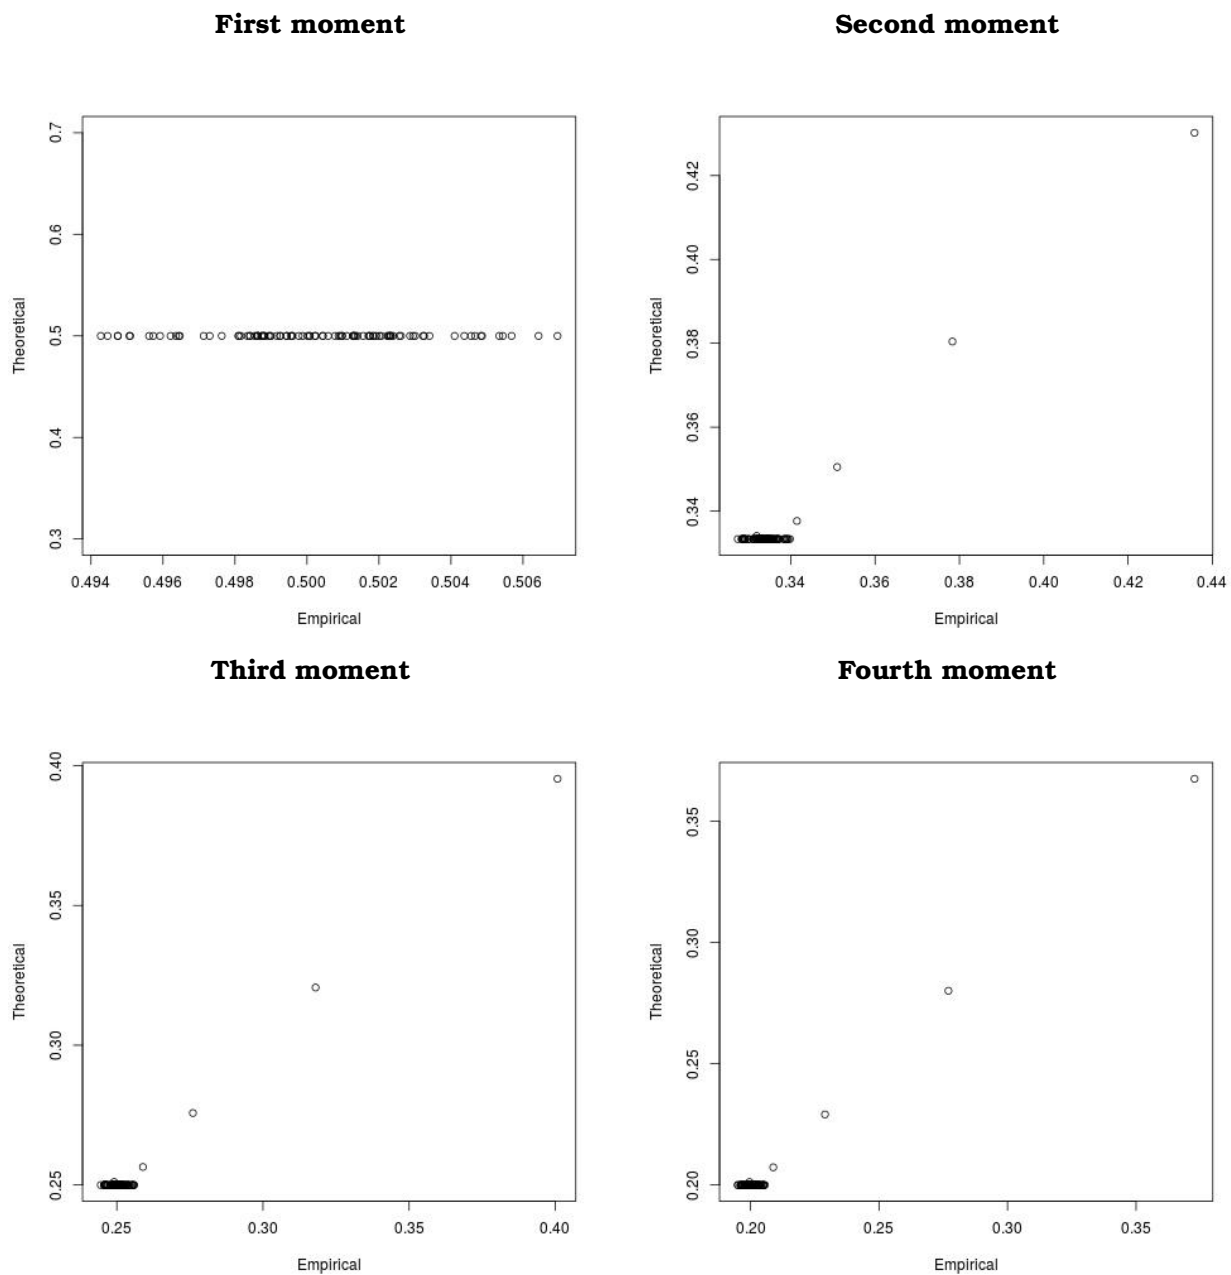 First moment
Second moment
0.7
0.6
0.5
0.4
0.3
Theoretical
0.494 0.496 0.498 0.500 0.502 0.504 0.506
Empirical
0.42
0.40
0.38
0.36
0.34
Theoretical
0.34 0.36 0.38 0.40 0.42 0.44
Empirical
Third moment
Fourth moment
0.40
0.35
0.30
0.25
Theoretical
0.25 0.30 0.35 0.40
Empirical
0.35
0.30
0.25
0.20
Theoretical
0.20 0.25 0.30 0.35
Empirical